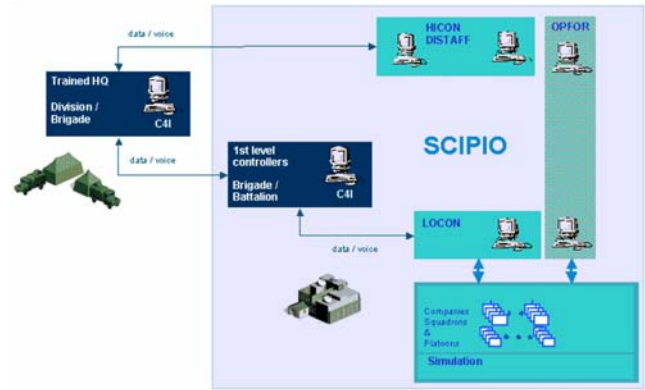 data / voice
HICON
DISTAFF
OPFOR
Trained HQ
Division /
Brigade
C4I
data / voice
1st level
controllers
Brigade /
Battalion
C4I
SCIPIO
data / voice
LOCON
Companies
Squadrons
&
Platoons
Simulation